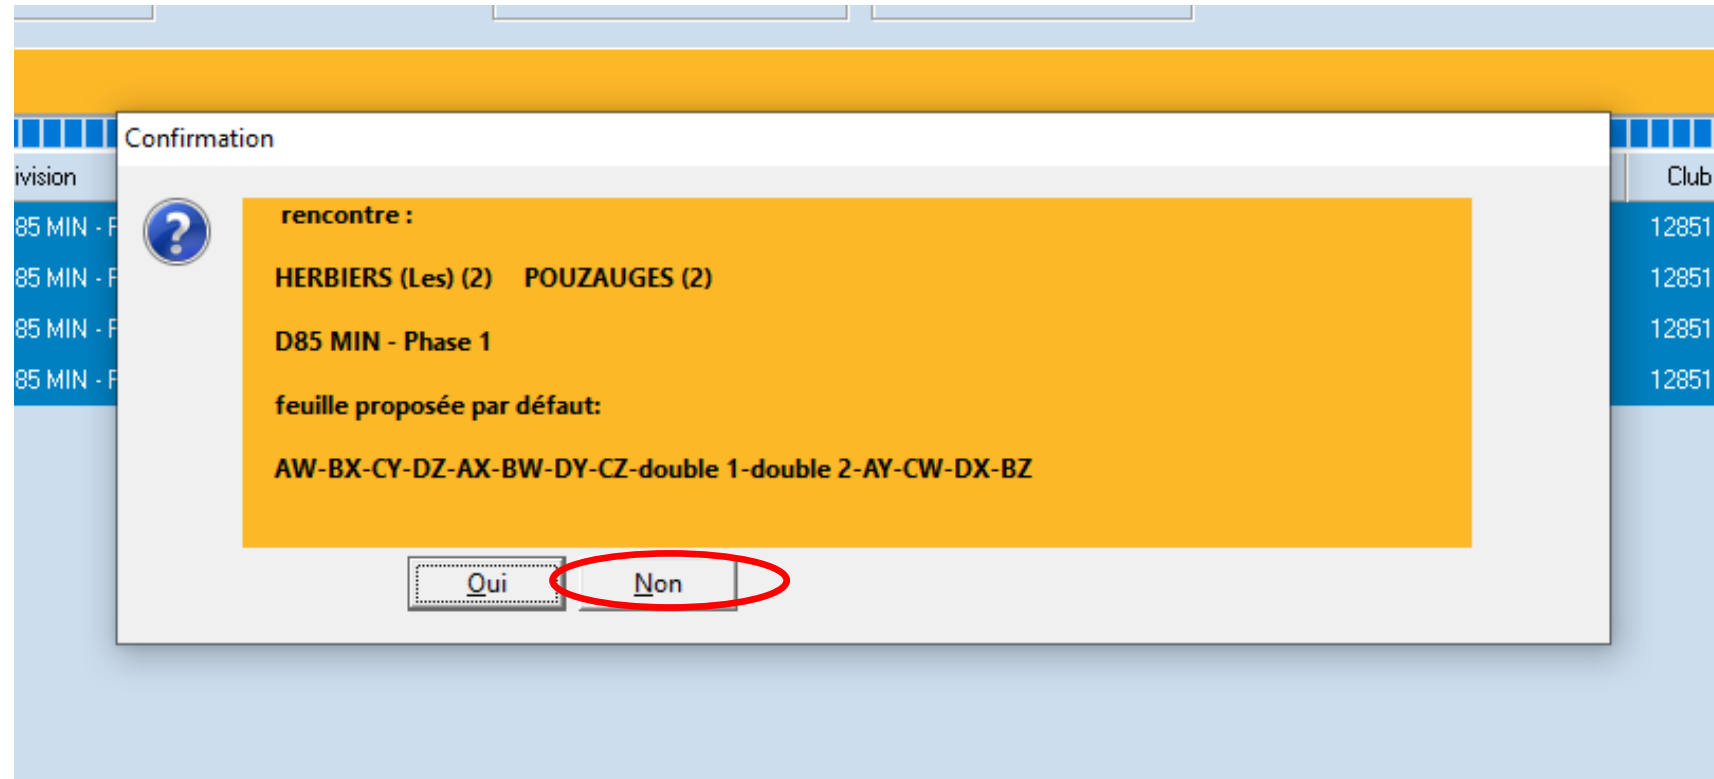 Confirmation
ivision
Club
85 MIN - F
12851
85 MIN - F
12851
85 MIN - F
12851
85 MIN - F
12851
?
rencontre :
HERBIERS (Les) (2) POUZAUGES (2)
D85 MIN - Phase 1
feuille proposée par défaut:
AW-BX-CY-DZ-AX-BW-DY-CZ-double 1-double 2-AY-CW-DX-BZ
Oui Non